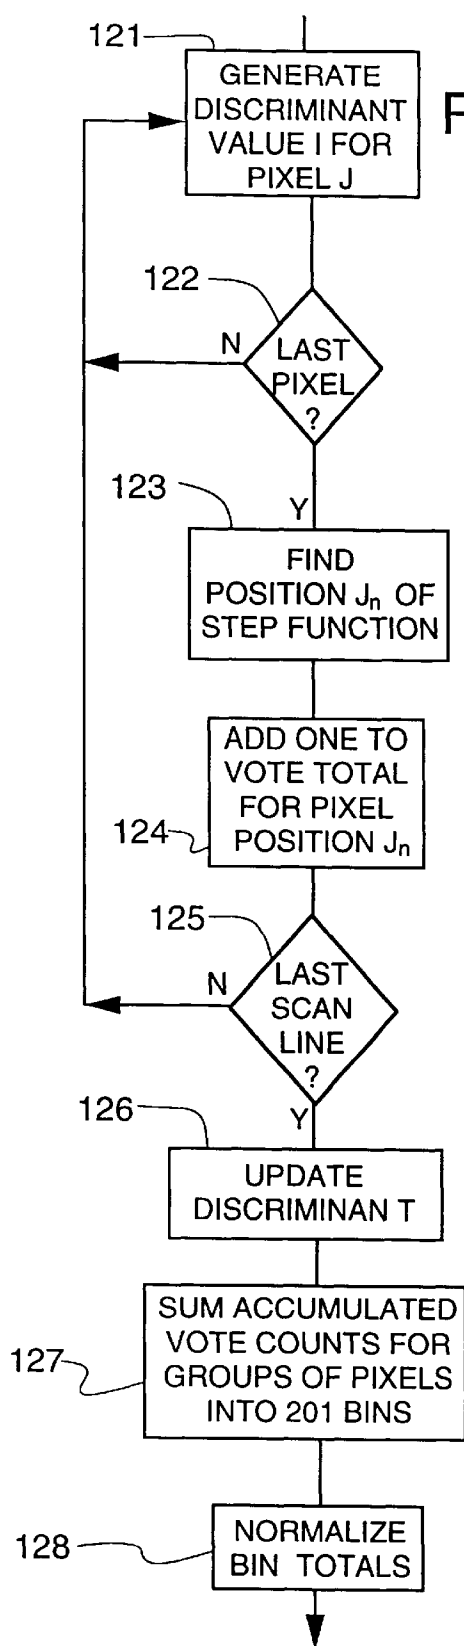 121
GENERATE
DISCRIMINANT
VALUE I FOR
PIXEL J
F
122
N
LAST
PIXEL
?
Y
123
FIND
POSITION Jn OF
STEP FUNCTION
ADD ONE TO
VOTE TOTAL
FOR PIXEL
POSITION Jn
124
125
N
LAST
SCAN
LINE
?
Y
126
UPDATE
DISCRIMINAN T
SUM ACCUMULATED
VOTE COUNTS FOR
GROUPS OF PIXELS
INTO 201 BINS
127
NORMALIZE
BIN TOTALS
128